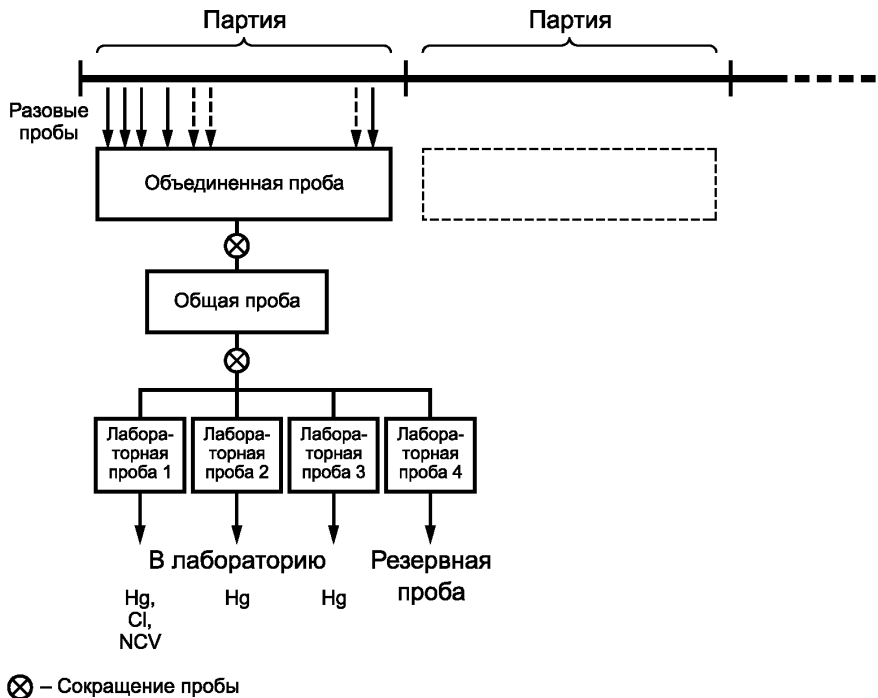 Партия
Партия
Разовые
пробы
Объединенная проба
Общая проба
Лабора-
торная
проба 1
Лабора-
торная
проба 2
Лабора-
торная
проба 3
Лабора-
торная
проба 4
В лабораторию
Резервная
проба
Hg,
Cl,
NCV
Hg
Hg
– Сокращение пробы